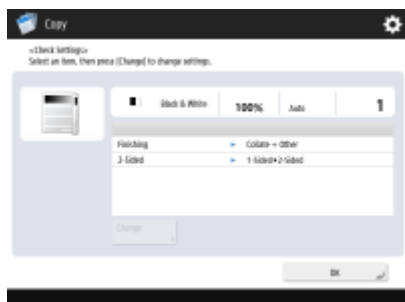 Copy
<Check Settings>
Select an item, then press [Change] to change settings.
Black & White 100% Auto 1
Finishing ► Collate + Other
2-Sided ► 1-Sided►2-Sided
Change
OK